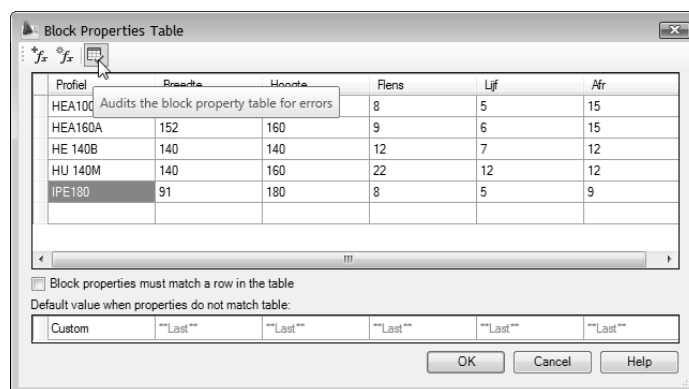 Block Properties Table
Profiel Breedte Hoogte Flens Lijf Afr
Audits the block property table for errors
HEA100 8 5 15
HEA160A 152 160 9 6 15
HE 140B 140 140 12 7 12
HU 140M 140 160 22 12 12
IPE180 91 180 8 5 9
Block properties must match a row in the table
Default value when properties do not match table:
Custom **Last** **Last** **Last** **Last** **Last**
OK Cancel Help